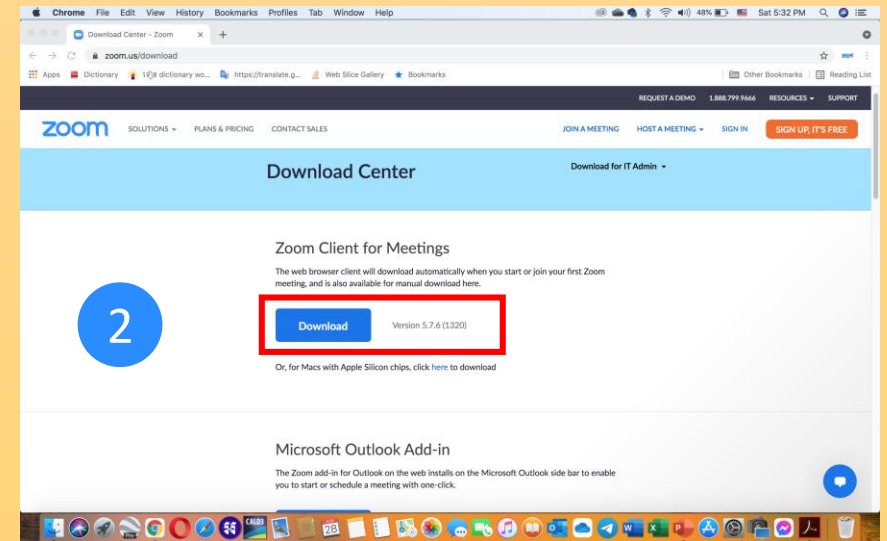 Chrome File Edit View History Bookmarks Profiles Tab Window Help 48% Sat 5:32 PM
Download Center - Zoom
zoom.us/download
Apps Dictionary dictionary wo... https://translate.g... Web Slice Gallery Bookmarks Other Bookmarks Reading List
REQUEST A DEMO 1.888.799.9666 RESOURCES SUPPORT
zoom SOLUTIONS PLANS & PRICING CONTACT SALES JOIN A MEETING HOST A MEETING SIGN IN SIGN UP, IT'S FREE
Download Center Download for IT Admin
Zoom Client for Meetings
The web browser client will download automatically when you start or join your first Zoom
meeting, and is also available for manual download here.
2
Download Version 5.7.6 (1320)
Or, for Macs with Apple Silicon chips, click here to download
Microsoft Outlook Add-in
The Zoom add-in for Outlook on the web installs on the Microsoft Outlook side bar to enable
you to start or schedule a meeting with one-click.
CALD3
28